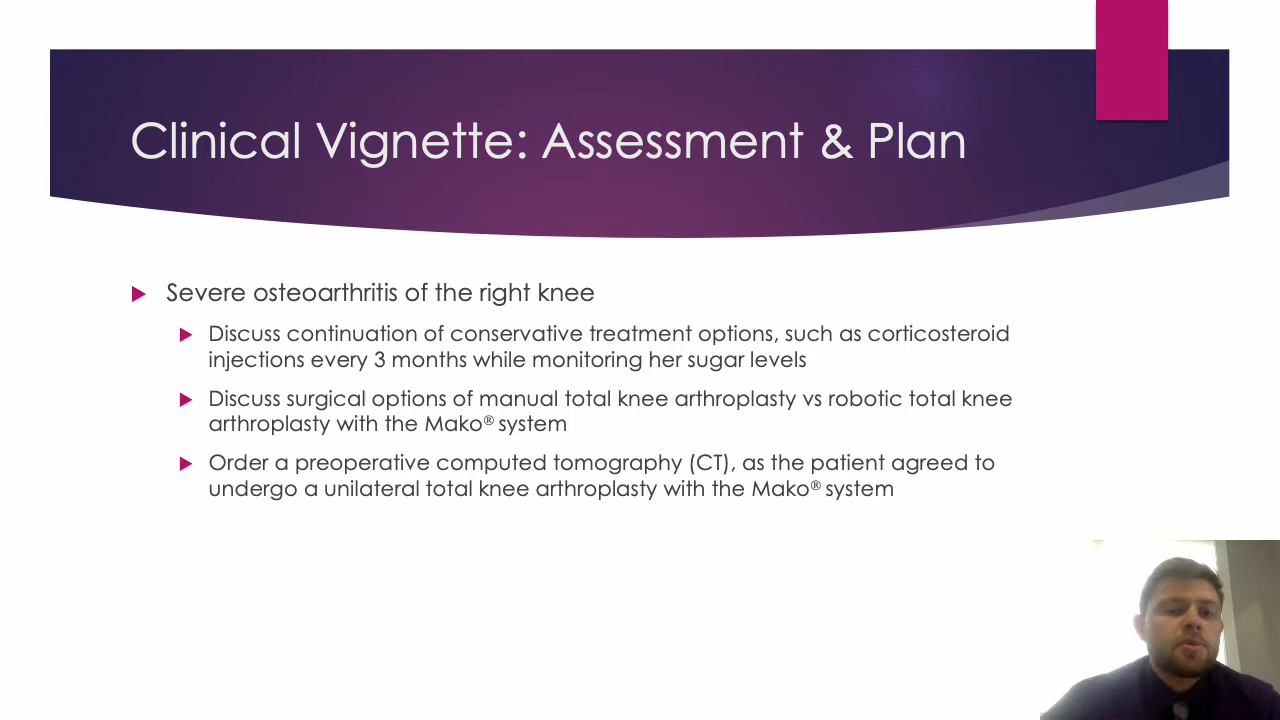 Clinical Vignette: Assessment & Plan
Severe osteoarthritis of the right knee
Discuss continuation of conservative treatment options, such as corticosteroid
injections every 3 months while monitoring her sugar levels
Discuss surgical options of manual total knee arthroplasty vs robotic total knee
arthroplasty with the Mako® system
Order a preoperative computed tomography (CT), as the patient agreed to
undergo a unilateral total knee arthroplasty with the Mako® system